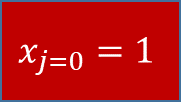 x_{j=0} = 1